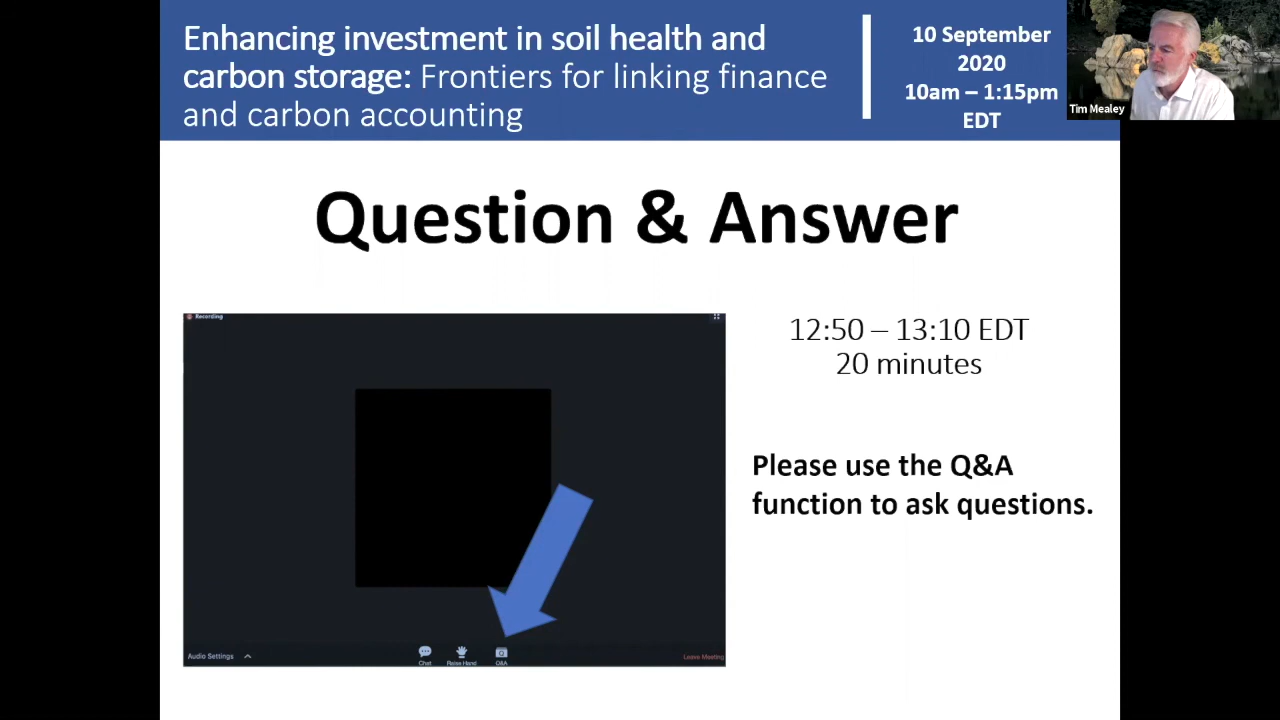 Enhancing investment in soil health and
carbon storage: Frontiers for linking finance
and carbon accounting
10 September
2020
10am – 1:15pm
EDT
Tim Mealey
Question & Answer
Recording
12:50 – 13:10 EDT
20 minutes
Please use the Q&A
function to ask questions.
Audio Settings
Chat
Raise Hand
Q&A
Leave Meeting